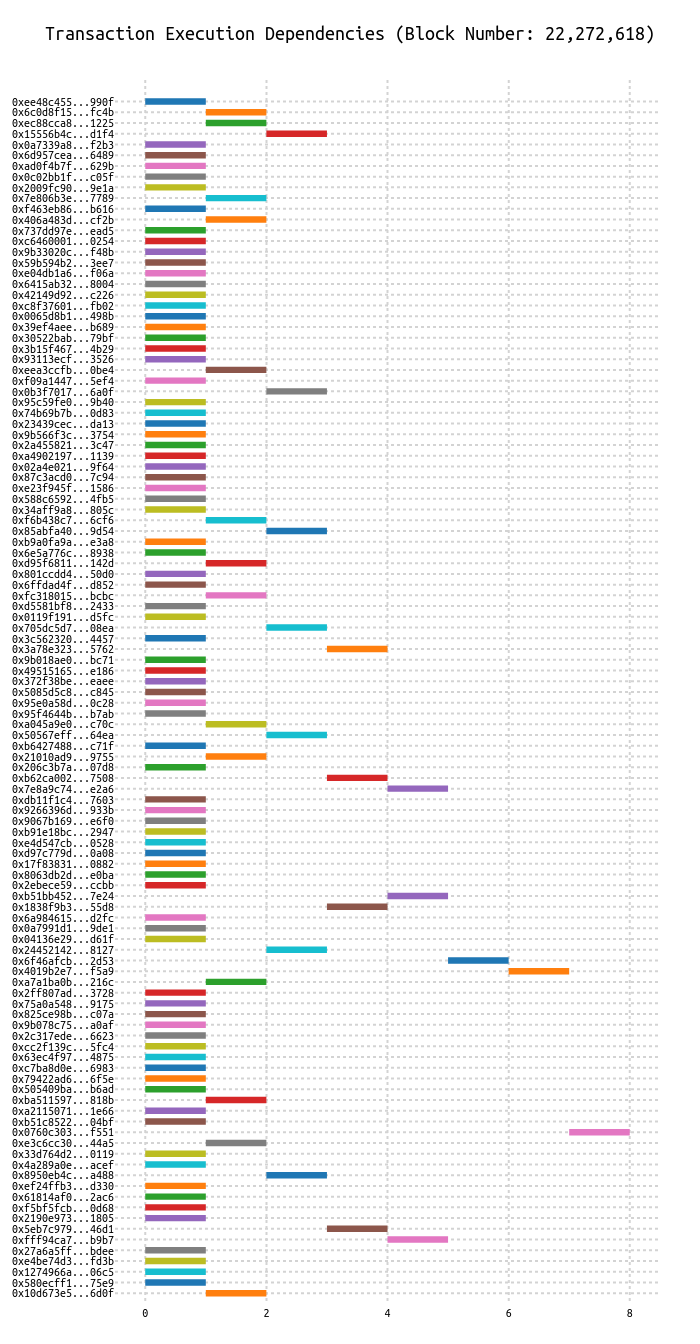 Transaction Execution Dependencies (Block Number: 22,272,618)
0xee48c455...990f
0x6c0d8f15...fc4b
0xec88cca8...1225
0x15556b4c...d1f4
0x0a7339a8...f2b3
0x6d957cea...6489
0xad0f4b7f...629b
0x0c02bb1f...c05f
0x2009fc90...9e1a
0x7e806b3e...7789
0xf463eb86...b616
0x406a483d...cf2b
0x737dd97e...ead5
0xc6460001...0254
0x9b33020c...f48b
0x59b594b2...3ee7
0xe04db1a6...f06a
0x6415ab32...8004
0x42149d92...c226
0xc8f37601...fb02
0x0065d8b1...498b
0x39ef4aee...b689
0x30522bab...79bf
0x3b15f467...4b29
0x93113ecf...3526
0xeea3ccfb...0be4
0xf09a1447...5ef4
0x0b3f7017...6a0f
0x95c59fe0...9b40
0x74b69b7b...0d83
0x23439cec...da13
0x9b566f3c...3754
0x2a455821...3c47
0xa4902197...1139
0x02a4e021...9f64
0x87c3acd0...7c94
0xe23f945f...1586
0x588c6592...4fb5
0x34aff9a8...805c
0xf6b438c7...6cf6
0x85abfa40...9d54
0xb9a0fa9a...e3a8
0x6e5a776c...8938
0xd95f6811...142d
0x801ccdd4...50d0
0x6ffdad4f...d852
0xfc318015...bcbc
0xd5581bf8...2433
0x0119f191...d5fc
0x705dc5d7...08ea
0x3c562320...4457
0x3a78e323...5762
0x9b018ae0...bc71
0x49515165...e186
0x372f38be...eaee
0x5085d5c8...c845
0x95e0a58d...0c28
0x95f4644b...b7ab
0xa045a9e0...c70c
0x50567eff...64ea
0xb6427488...c71f
0x21010ad9...9755
0x206c3b7a...07d8
0xb62ca002...7508
0x7e8a9c74...e2a6
0xdb11f1c4...7603
0x9266396d...933b
0x9067b169...e6f0
0xb91e18bc...2947
0xe4d547cb...0528
0xd97c779d...0a08
0x17f83831...0882
0x8063db2d...e0ba
0x2ebece59...ccbb
0xb51bb452...7e24
0x1838f9b3...55d8
0x6a984615...d2fc
0x0a7991d1...9de1
0x04136e29...d61f
0x24452142...8127
0x6f46afcb...2d53
0x4019b2e7...f5a9
0xa7a1ba0b...216c
0x2ff807ad...3728
0x75a0a548...9175
0x825ce98b...c07a
0x9b078c75...a0af
0x2c317ede...6623
0xcc2f139c...5fc4
0x63ec4f97...4875
0xc7ba8d0e...6983
0x79422ad6...6f5e
0x505409ba...b6ad
0xba511597...818b
0xa2115071...1e66
0xb51c8522...04bf
0x0760c303...f551
0xe3c6cc30...44a5
0x33d764d2...0119
0x4a289a0e...acef
0x8950eb4c...a488
0xef24ffb3...d330
0x61814af0...2ac6
0xf5bf5fcb...0d68
0x2190e973...1805
0x5eb7c979...46d1
0xfff94ca7...b9b7
0x27a6a5ff...bdee
0xe4be74d3...fd3b
0x1274966a...06c5
0x580ecff1...75e9
0x10d673e5...6d0f
0 2 4 6 8